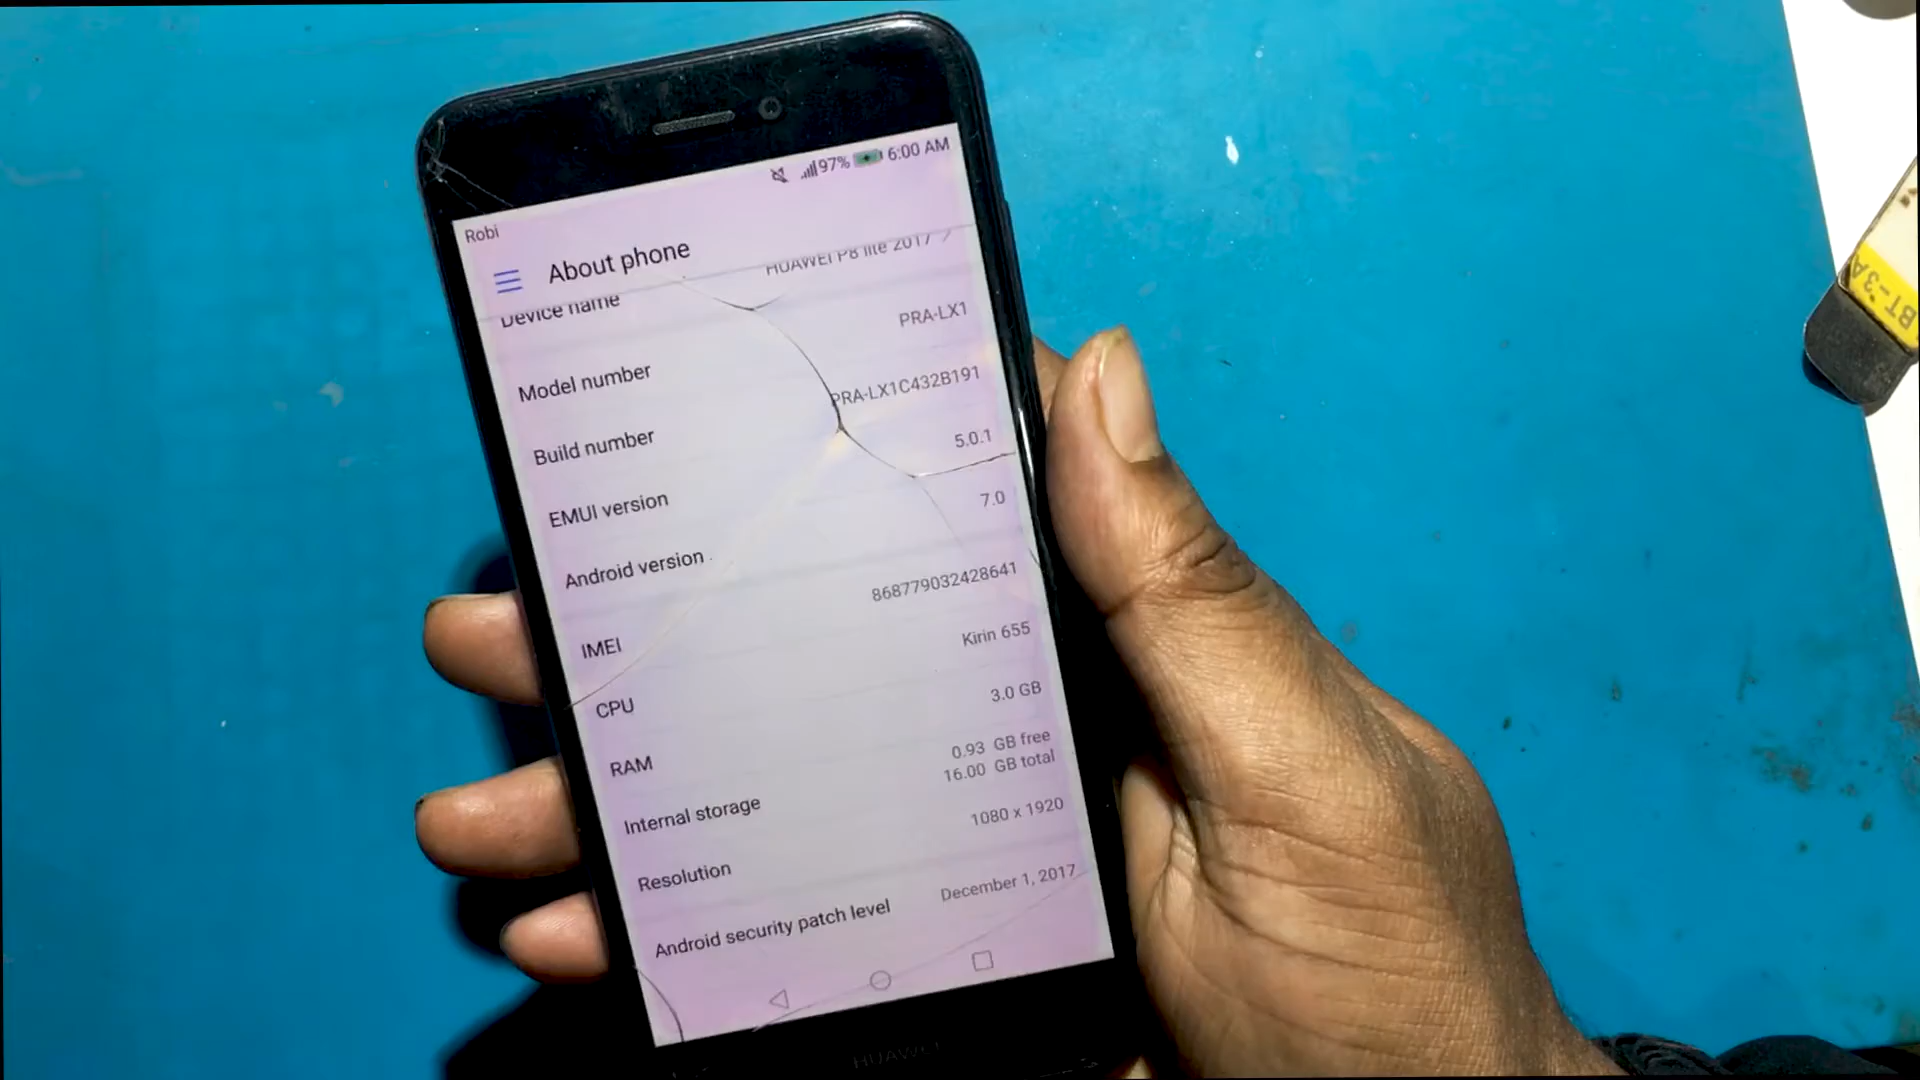 97% 6:00 AM
Robi
About phone
Device name HUAWEI P8 lite 2017
Model number PRA-LX1
Build number PRA-LX1C432B191
EMUI version 5.0.1
Android version 7.0
IMEI 868779032428641
CPU Kirin 655
RAM 3.0 GB
Internal storage 0.93 GB free
16.00 GB total
Resolution 1080 x 1920
Android security patch level December 1, 2017
HUAWEI
BT-3A